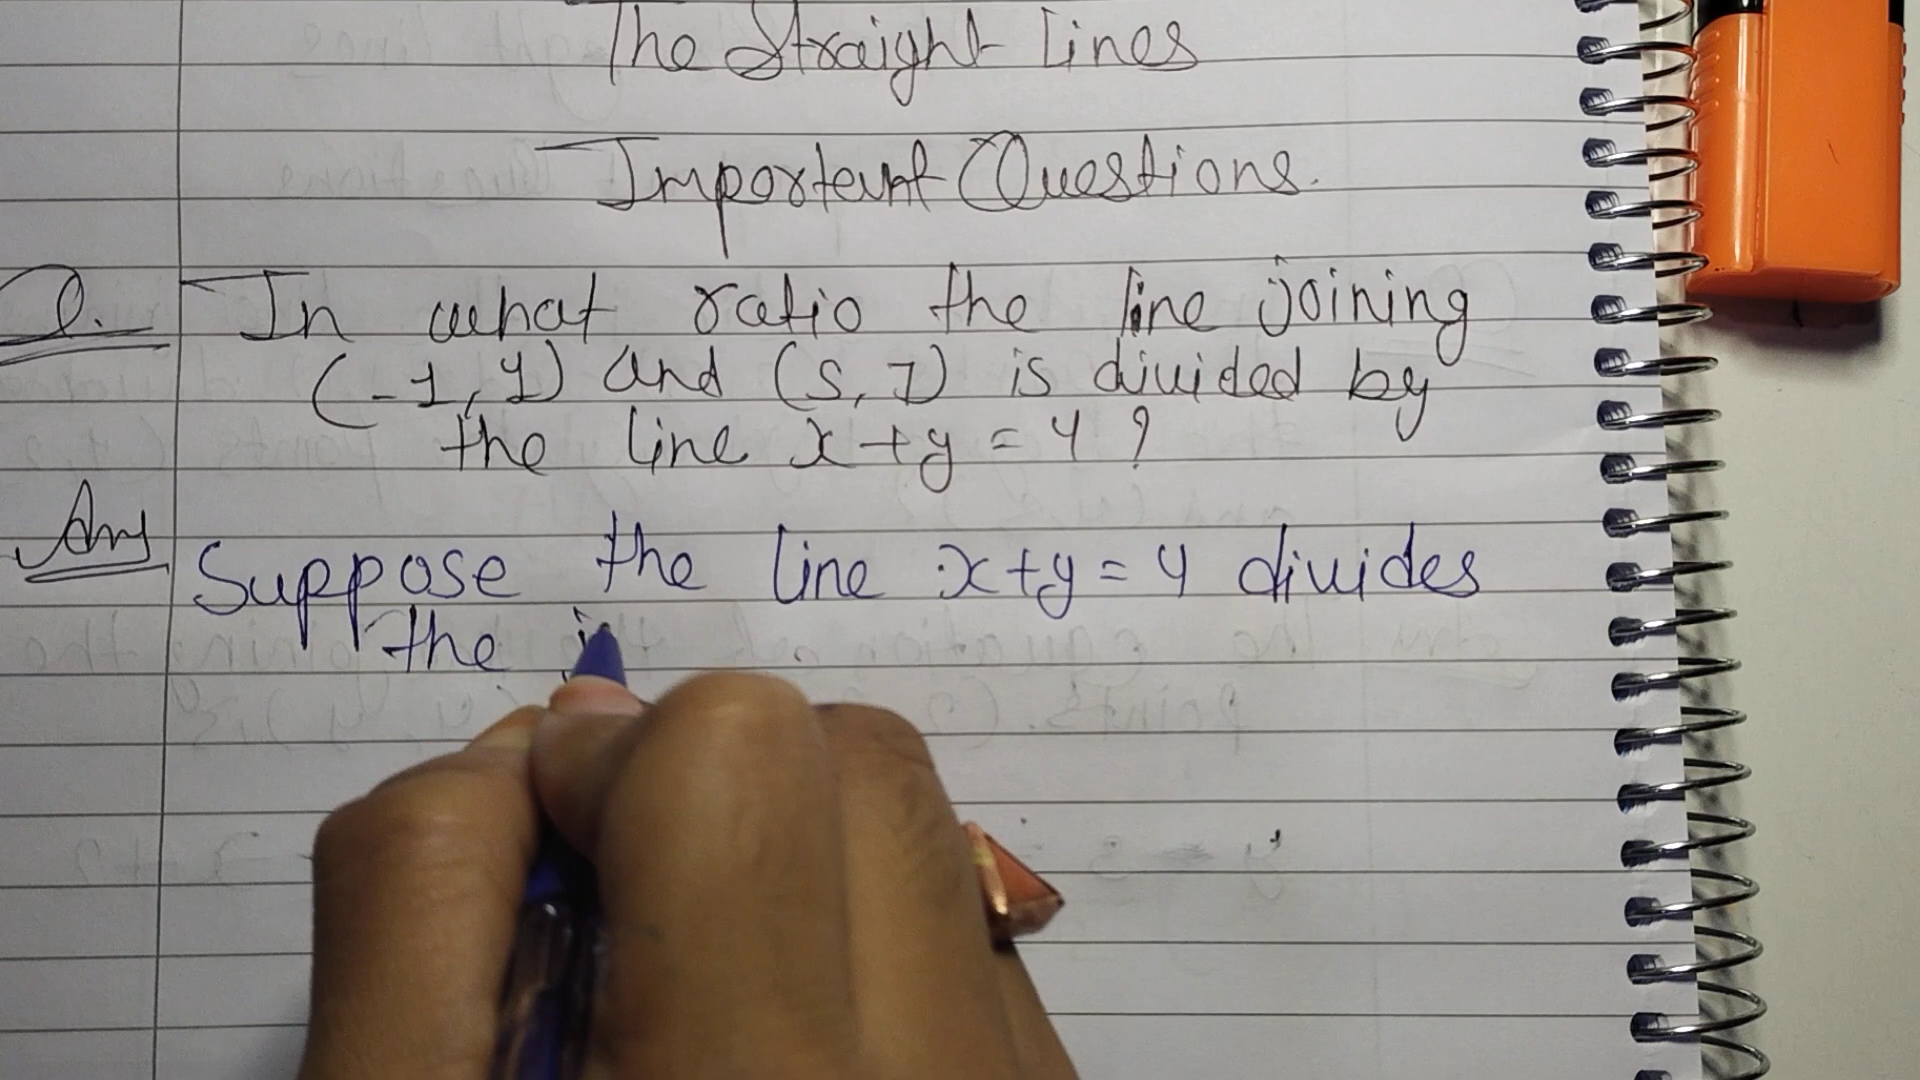 The Straight Lines
Important Questions.
Q. In what ratio the line joining
(-1, 1) and (5, 7) is divided by
the line x+y=4?
Ans Suppose the line x+y=4 divides
the